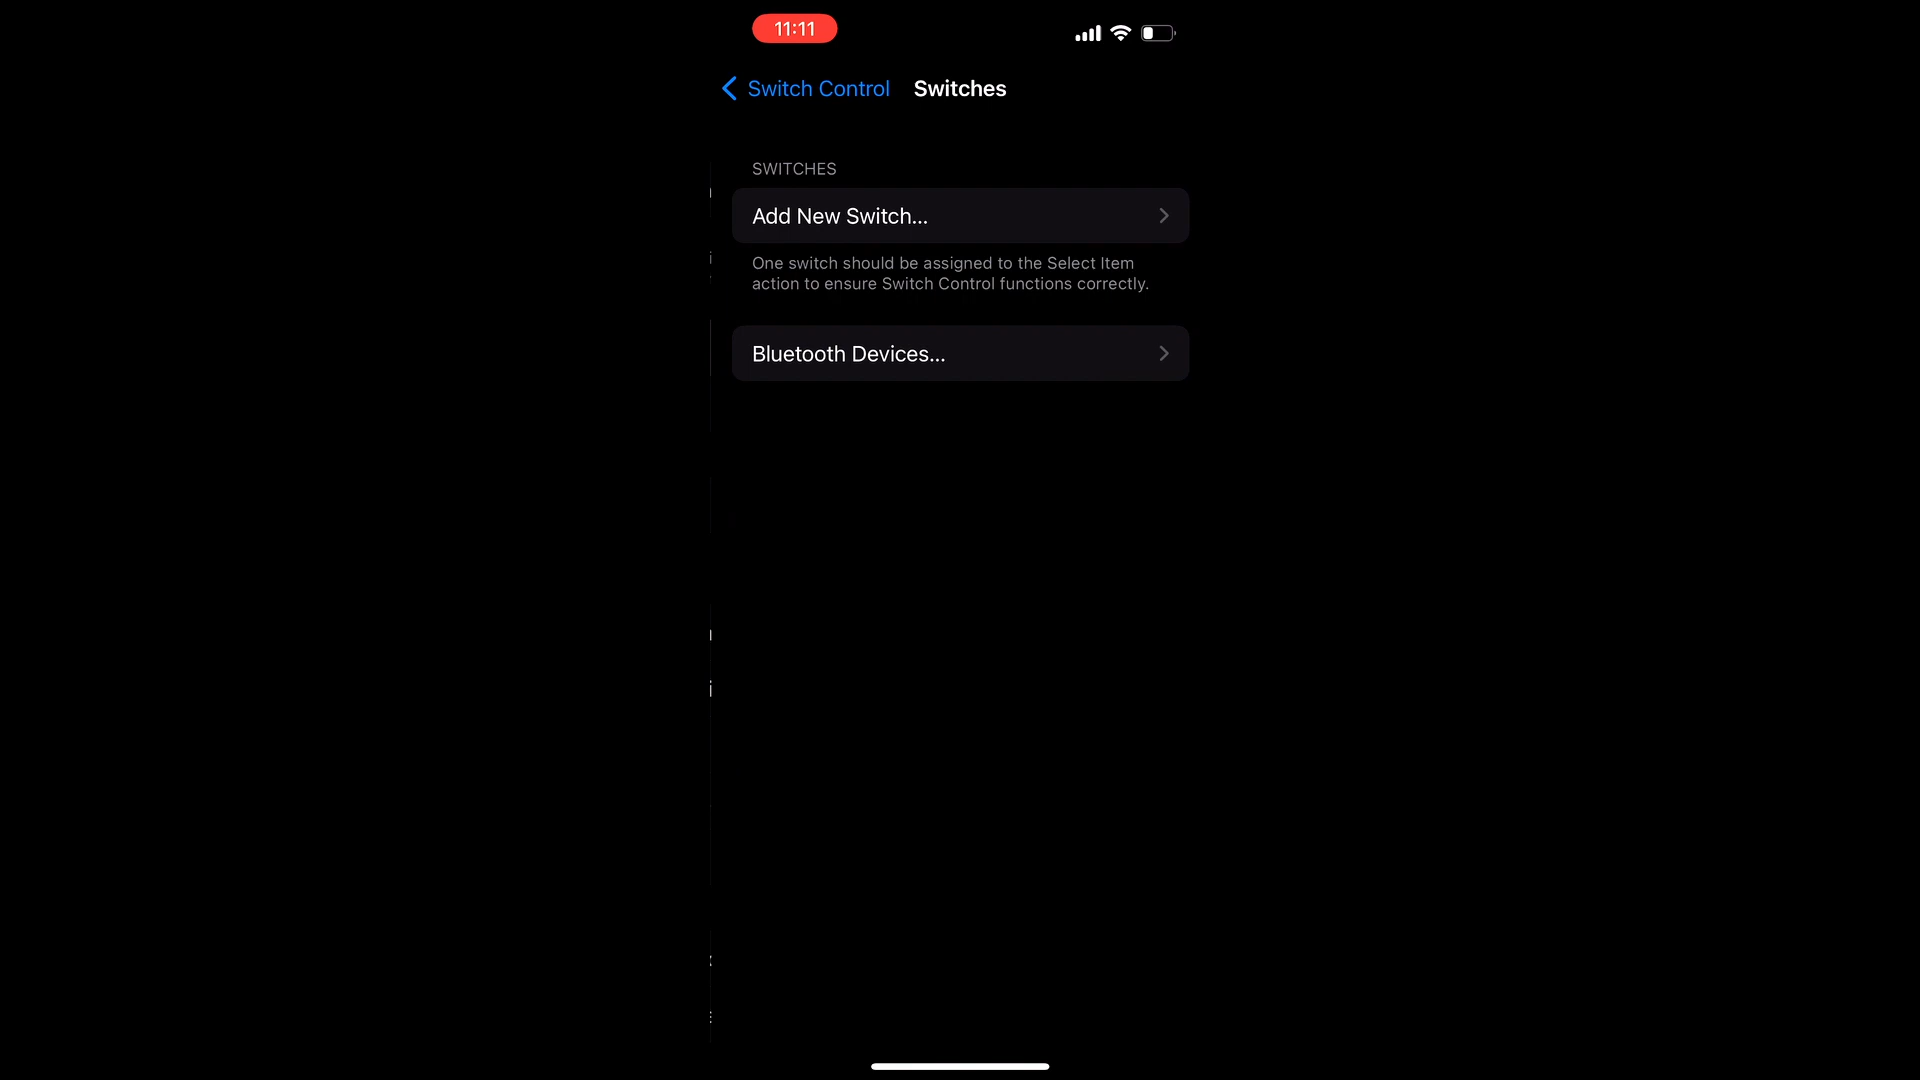 11:11
Switch Control Switches
SWITCHES
Add New Switch...
One switch should be assigned to the Select Item
action to ensure Switch Control functions correctly.
Bluetooth Devices...